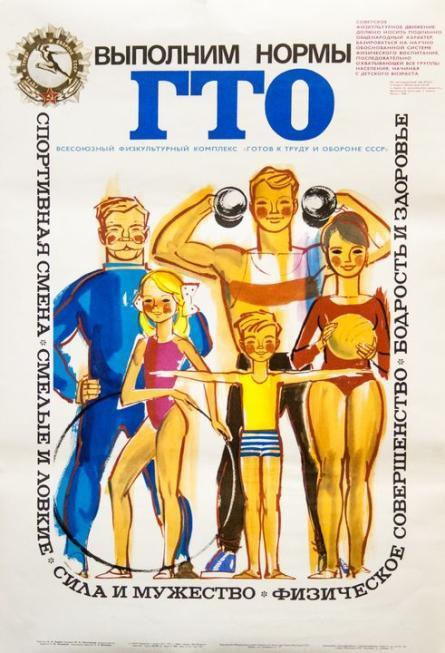 ВЫПОЛНИМ НОРМЫ
ГТО
ВСЕСОЮЗНЫЙ ФИЗКУЛЬТУРНЫЙ КОМПЛЕКС «ГОТОВ К ТРУДУ И ОБОРОНЕ СССР»
СОВЕТСКОЕ
ФИЗКУЛЬТУРНОЕ ДВИЖЕНИЕ
ДОЛЖНО НОСИТЬ ПОДЛИННО
ОБЩЕНАРОДНЫЙ ХАРАКТЕР,
БАЗИРОВАТЬСЯ НА НАУЧНО
ОБОСНОВАННОЙ СИСТЕМЕ
ФИЗИЧЕСКОГО ВОСПИТАНИЯ,
ПОСЛЕДОВАТЕЛЬНО
ОХВАТЫВАЮЩЕЙ ВСЕ ГРУППЫ
НАСЕЛЕНИЯ, НАЧИНАЯ
С ДЕТСКОГО ВОЗРАСТА.
СПОРТИВНАЯ СМЕНА * СМЕЛЫЕ И ЛОВКИЕ * СИЛА И МУЖЕСТВО * ФИЗИЧЕСКОЕ СОВЕРШЕНСТВО * БОДРОСТЬ И ЗДОРОВЬЕ